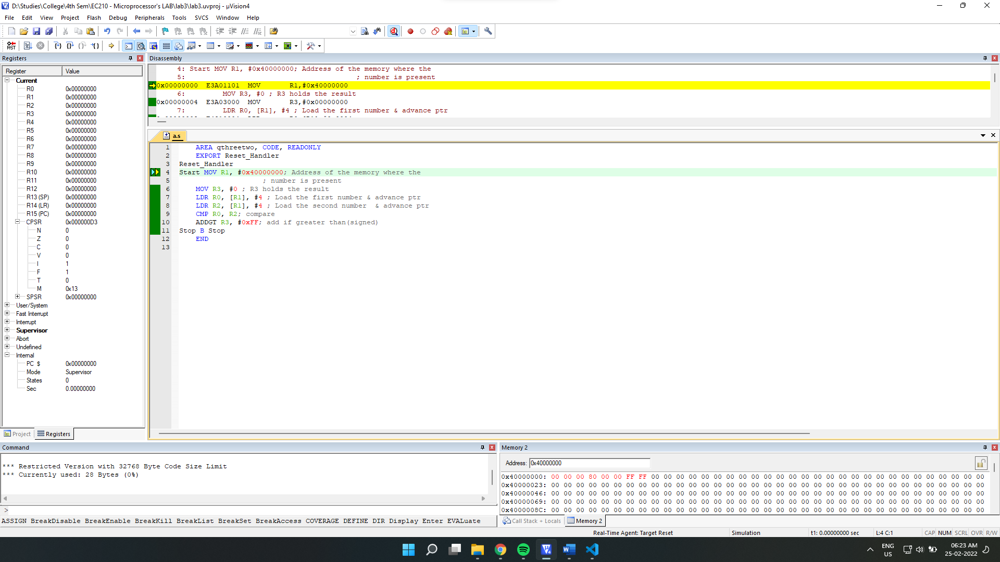 D:\Studies\College\4th Sem\EC210 - Microprocessor's LAB\lab3\lab3.uvproj - µVision4
File Edit View Project Flash Debug Peripherals Tools SVCS Window Help
Registers
Register Value
Current
R0 0x00000000
R1 0x00000000
R2 0x00000000
R3 0x00000000
R4 0x00000000
R5 0x00000000
R6 0x00000000
R7 0x00000000
R8 0x00000000
R9 0x00000000
R10 0x00000000
R11 0x00000000
R12 0x00000000
R13 (SP) 0x00000000
R14 (LR) 0x00000000
R15 (PC) 0x00000000
CPSR 0x000000D3
N 0
Z 0
C 0
V 0
I 1
F 1
T 0
M 0x13
SPSR 0x00000000
User/System
Fast Interrupt
Interrupt
Supervisor
Abort
Undefined
Internal
PC $ 0x00000000
Mode Supervisor
States 0
Sec 0.00000000
Project Registers
Disassembly
4: Start MOV R1, #0x40000000; Address of the memory where the
5: ; number is present
0x00000000 E3A01101 MOV R1,#0x40000000
6: MOV R3, #0 ; R3 holds the result
0x00000004 E3A03000 MOV R3,#0x00000000
7: LDR R0, [R1], #4 ; Load the first number & advance ptr
a.s
1 AREA qthreetwo, CODE, READONLY
2 EXPORT Reset_Handler
3 Reset_Handler
4 Start MOV R1, #0x40000000; Address of the memory where the
5 ; number is present
6 MOV R3, #0 ; R3 holds the result
7 LDR R0, [R1], #4 ; Load the first number & advance ptr
8 LDR R2, [R1], #4 ; Load the second number  & advance ptr
9 CMP R0, R2; compare
10 ADDGT R3, #0xFF; add if greater than(signed)
11 Stop B Stop
12 END
13
Command
*** Restricted Version with 32768 Byte Code Size Limit
*** Currently used: 28 Bytes (0%)
>
ASSIGN BreakDisable BreakEnable BreakKill BreakList BreakSet BreakAccess COVERAGE DEFINE DIR Display Enter EVALuate
Memory 2
Address: 0x40000000
0x40000000: 00 00 00 80 00 00 FF FF 00 00 00 00 00 00 00 00 00 00 00 00 00 00 00 00 00 00 00 00 00 00 00 00 00 00 00
0x40000023: 00 00 00 00 00 00 00 00 00 00 00 00 00 00 00 00 00 00 00 00 00 00 00 00 00 00 00 00 00 00 00 00 00 00 00
0x40000046: 00 00 00 00 00 00 00 00 00 00 00 00 00 00 00 00 00 00 00 00 00 00 00 00 00 00 00 00 00 00 00 00 00 00 00
0x40000069: 00 00 00 00 00 00 00 00 00 00 00 00 00 00 00 00 00 00 00 00 00 00 00 00 00 00 00 00 00 00 00 00 00 00 00
0x4000008C: 00 00 00 00 00 00 00 00 00 00 00 00 00 00 00 00 00 00 00 00 00 00 00 00 00 00 00 00 00 00 00 00 00 00 00
Call Stack + Locals Memory 2
Real-Time Agent: Target Reset Simulation t1: 0.00000000 sec L:4 C:1 CAP NUM SCRL OVR R/W
ENG
US
06:23 AM
25-02-2022